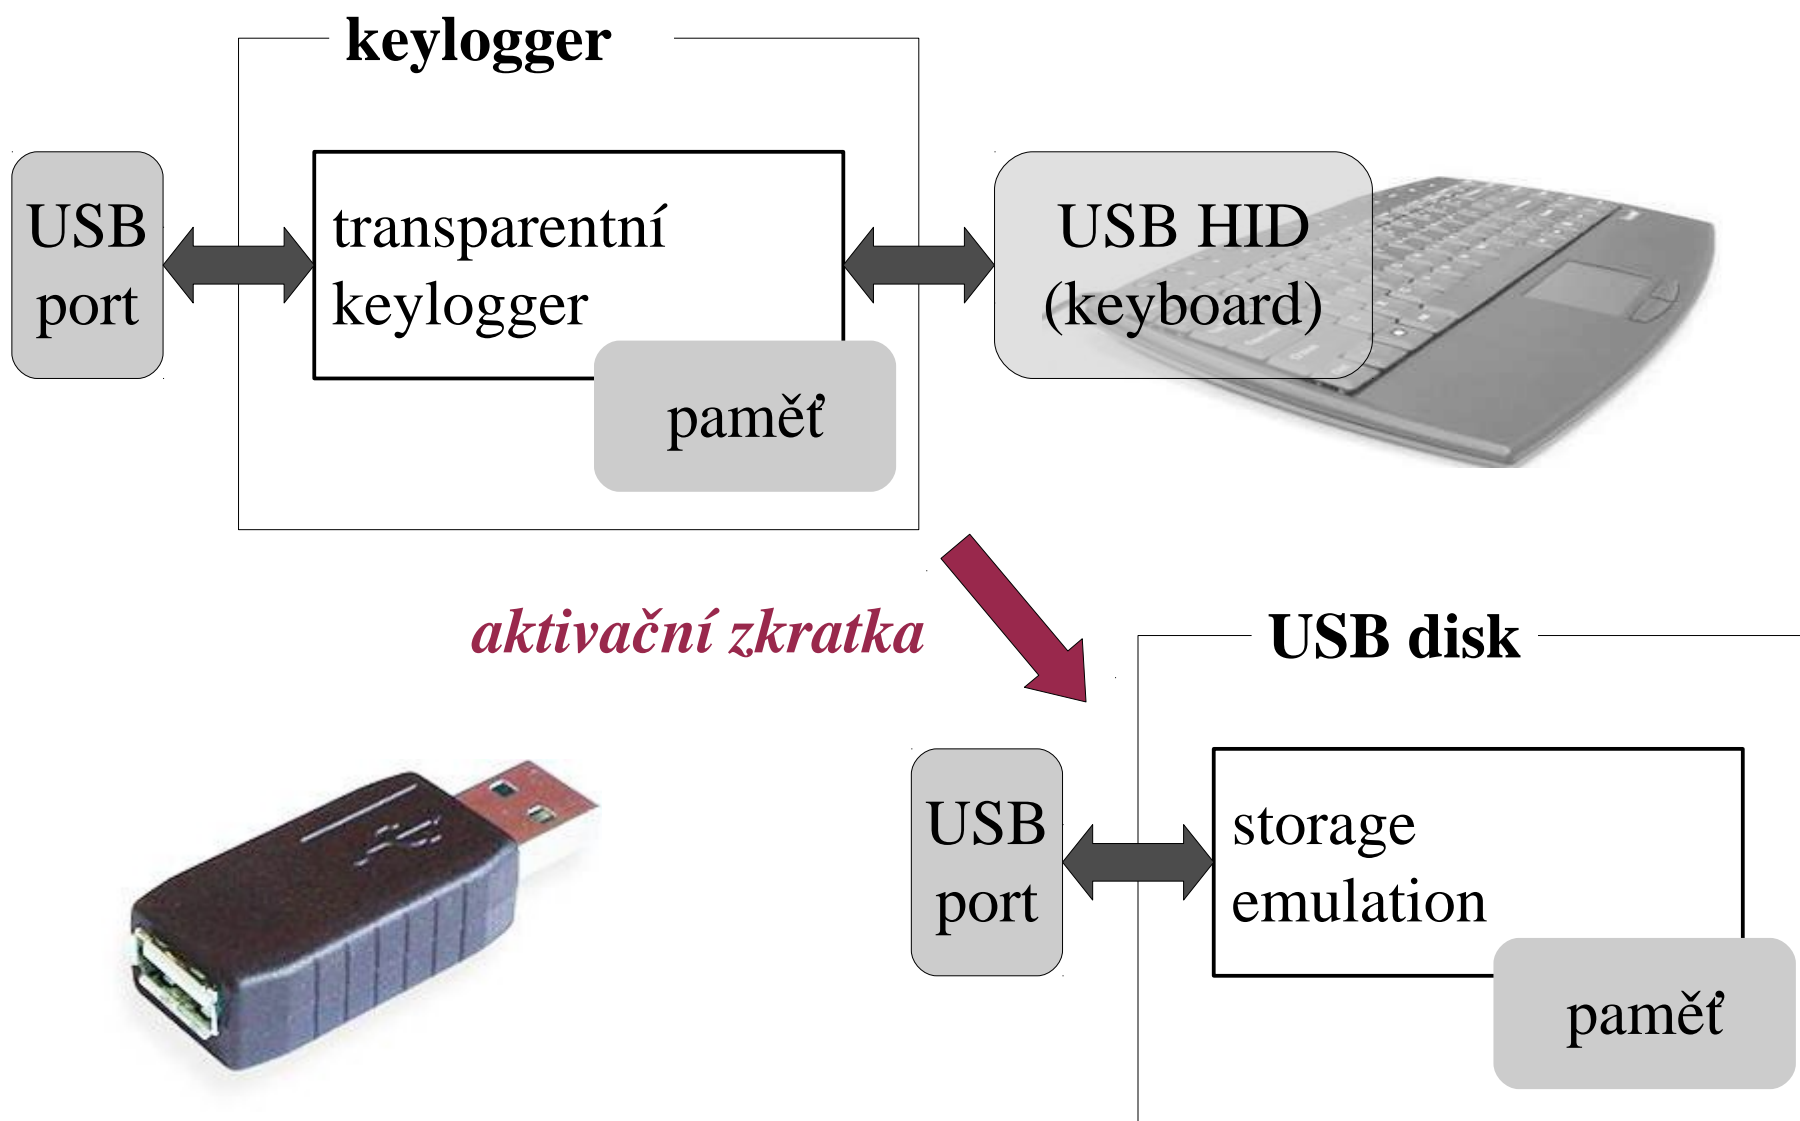 keylogger
USB
port
transparentní
keylogger
USB HID
(keyboard)
paměť
aktivační zkratka
USB disk
USB
port
storage
emulation
paměť